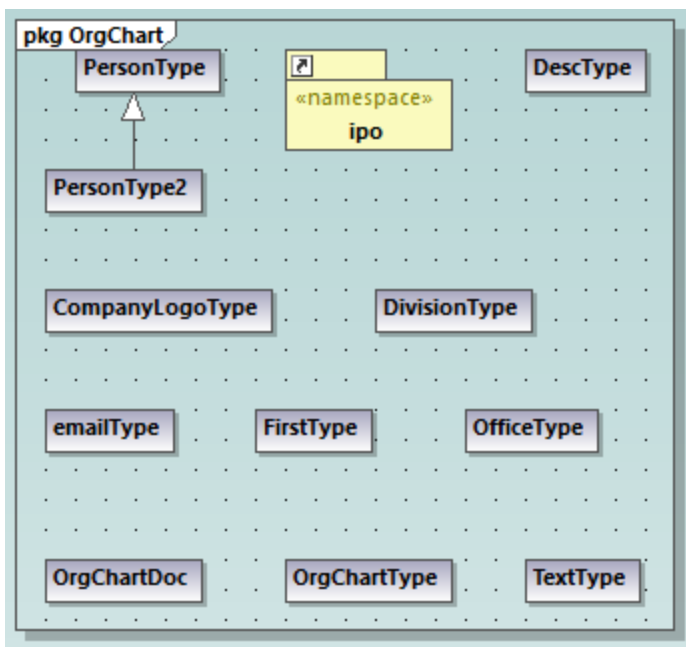 pkg OrgChart
PersonType
DescType
«namespace»
ipo
PersonType2
CompanyLogoType
DivisionType
emailType
FirstType
OfficeType
OrgChartDoc
OrgChartType
TextType